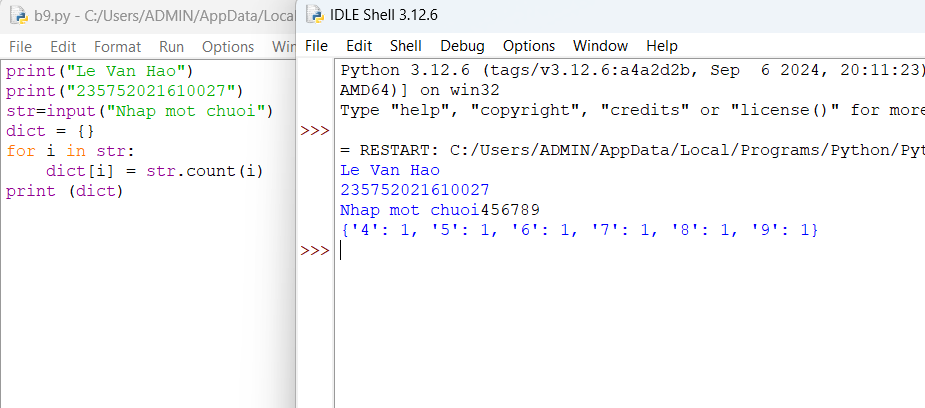 b9.py - C:/Users/ADMIN/AppData/Local
File Edit Format Run Options
print("Le Van Hao")
print("235752021610027")
str=input("Nhap mot chuoi")
dict = {}
for i in str:
    dict[i] = str.count(i)
print (dict)
IDLE Shell 3.12.6
File Edit Shell Debug Options Window Help
Python 3.12.6 (tags/v3.12.6:a4a2d2b, Sep  6 2024, 20:11:23)
AMD64)] on win32
Type "help", "copyright", "credits" or "license()" for more
>>>
= RESTART: C:/Users/ADMIN/AppData/Local/Programs/Python/Pyt
Le Van Hao
235752021610027
Nhap mot chuoi456789
{'4': 1, '5': 1, '6': 1, '7': 1, '8': 1, '9': 1}
>>>